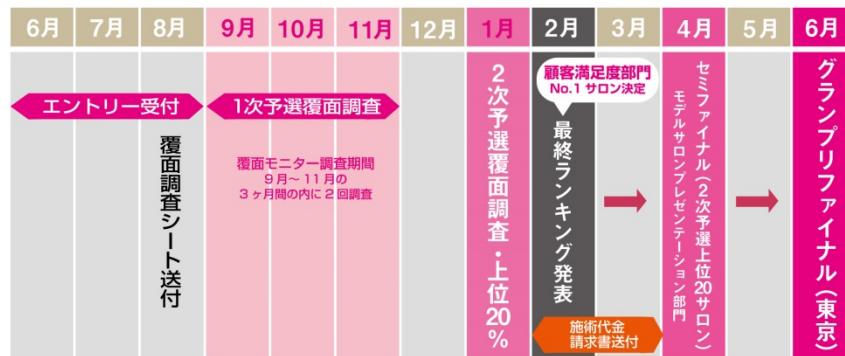 6月 7月 8月 9月 10月 11月 12月 1月 2月 3月 4月 5月 6月
エントリー受付
覆面調査シート送付
1次予選覆面調査
覆面モニター調査期間
9月〜11月の
3ヶ月間の内に2回調査
2次予選覆面調査・上位20%
顧客満足度部門
No.1 サロン決定
最終ランキング発表
施術代金
請求書送付
セミファイナル(2次予選上位20サロン)
モデルサロンプレゼンテーション部門
グランプリファイナル(東京)